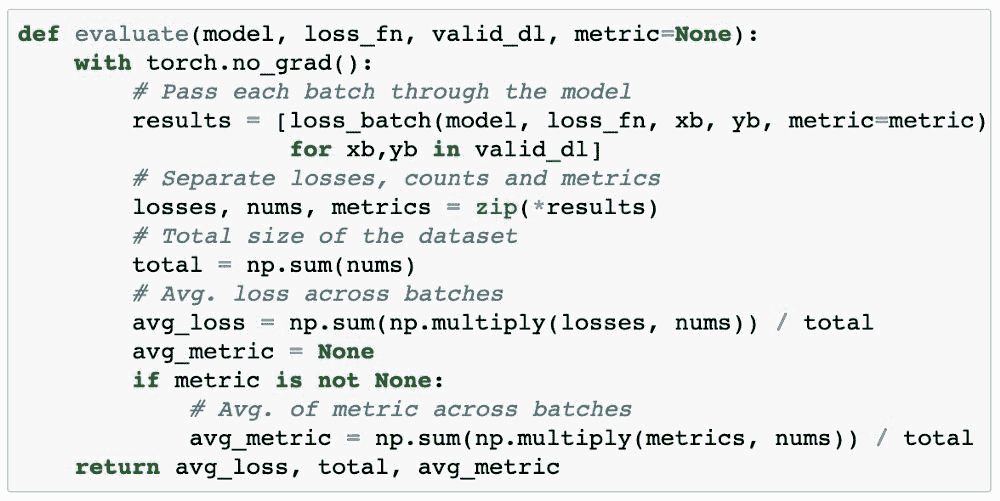 def evaluate(model, loss_fn, valid_dl, metric=None):
    with torch.no_grad():
        # Pass each batch through the model
        results = [loss_batch(model, loss_fn, xb, yb, metric=metric)
                   for xb,yb in valid_dl]
        # Separate losses, counts and metrics
        losses, nums, metrics = zip(*results)
        # Total size of the dataset
        total = np.sum(nums)
        # Avg. loss across batches
        avg_loss = np.sum(np.multiply(losses, nums)) / total
        avg_metric = None
        if metric is not None:
            # Avg. of metric across batches
            avg_metric = np.sum(np.multiply(metrics, nums)) / total
    return avg_loss, total, avg_metric